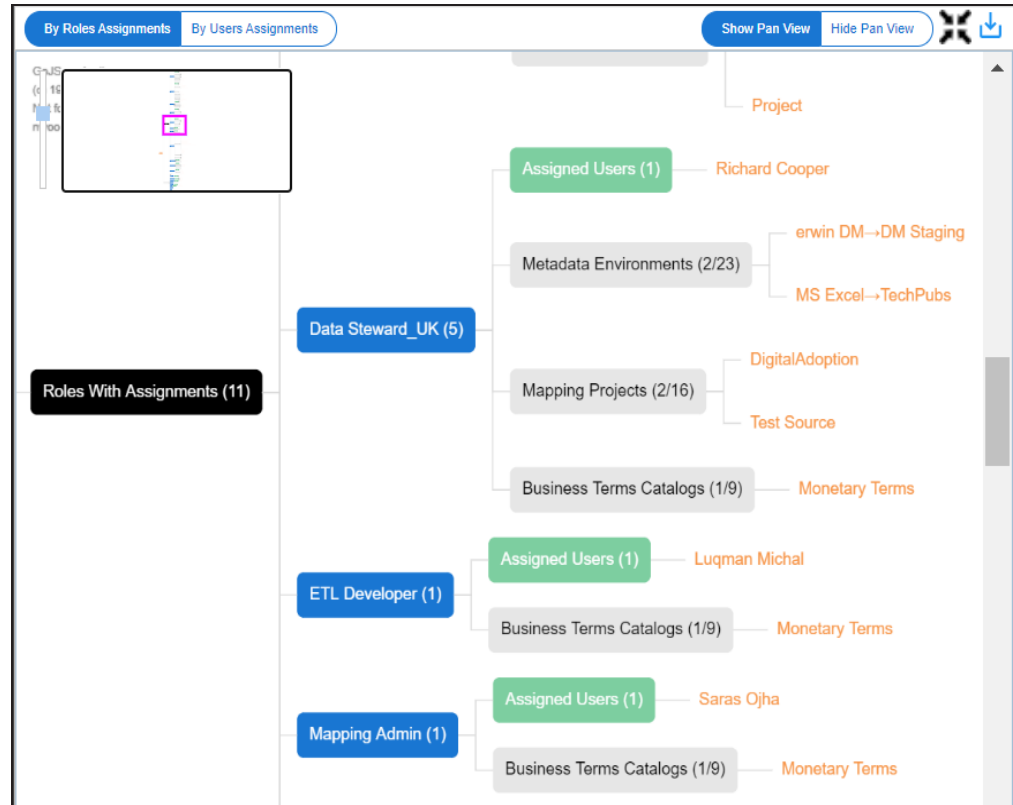 By Roles Assignments
By Users Assignments
Show Pan View
Hide Pan View
Project
Assigned Users (1)
Richard Cooper
Metadata Environments (2/23)
erwin DM→DM Staging
MS Excel→TechPubs
Data Steward_UK (5)
Roles With Assignments (11)
Mapping Projects (2/16)
DigitalAdoption
Test Source
Business Terms Catalogs (1/9)
Monetary Terms
ETL Developer (1)
Assigned Users (1)
Luqman Michal
Business Terms Catalogs (1/9)
Monetary Terms
Mapping Admin (1)
Assigned Users (1)
Saras Ojha
Business Terms Catalogs (1/9)
Monetary Terms